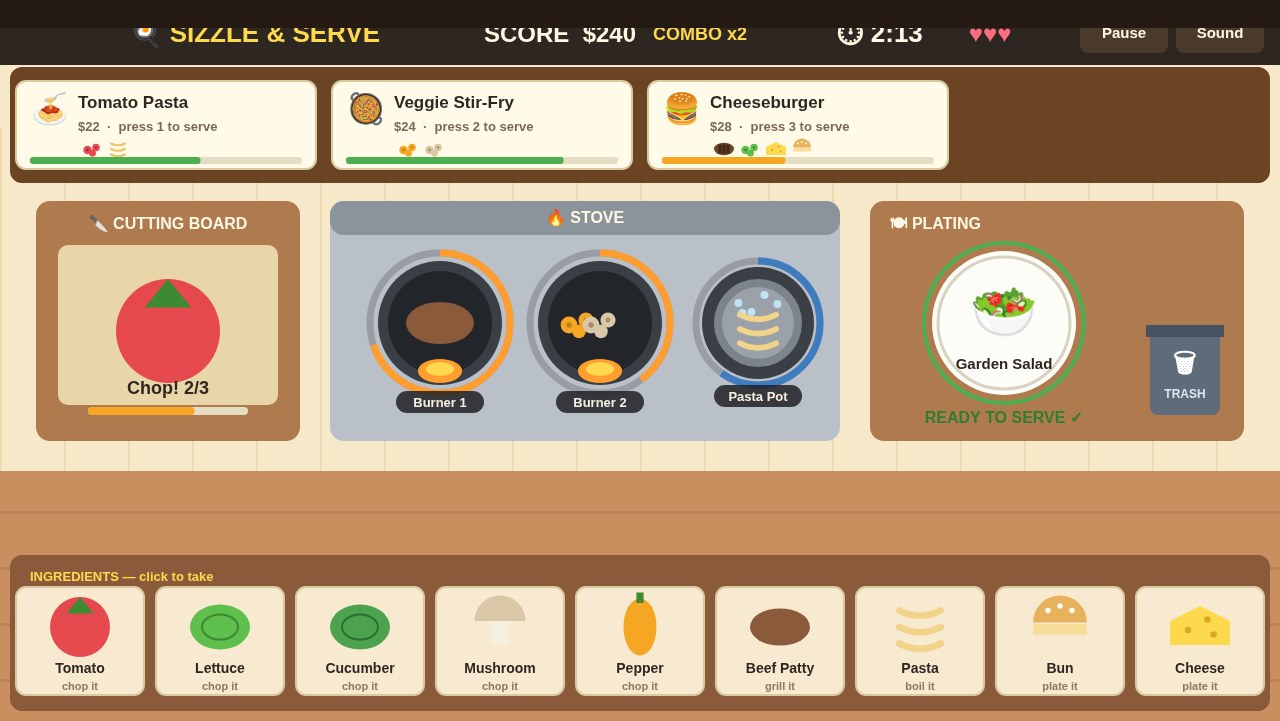 SIZZLE & SERVE
SCORE $240 COMBO x2
2:13
♥♥♥
Pause
Sound
Tomato Pasta
$22 · press 1 to serve
Veggie Stir-Fry
$24 · press 2 to serve
Cheeseburger
$28 · press 3 to serve
CUTTING BOARD
Chop! 2/3
STOVE
Burner 1
Burner 2
Pasta Pot
PLATING
Garden Salad
READY TO SERVE ✓
TRASH
INGREDIENTS — click to take
Tomato
chop it
Lettuce
chop it
Cucumber
chop it
Mushroom
chop it
Pepper
chop it
Beef Patty
grill it
Pasta
boil it
Bun
plate it
Cheese
plate it